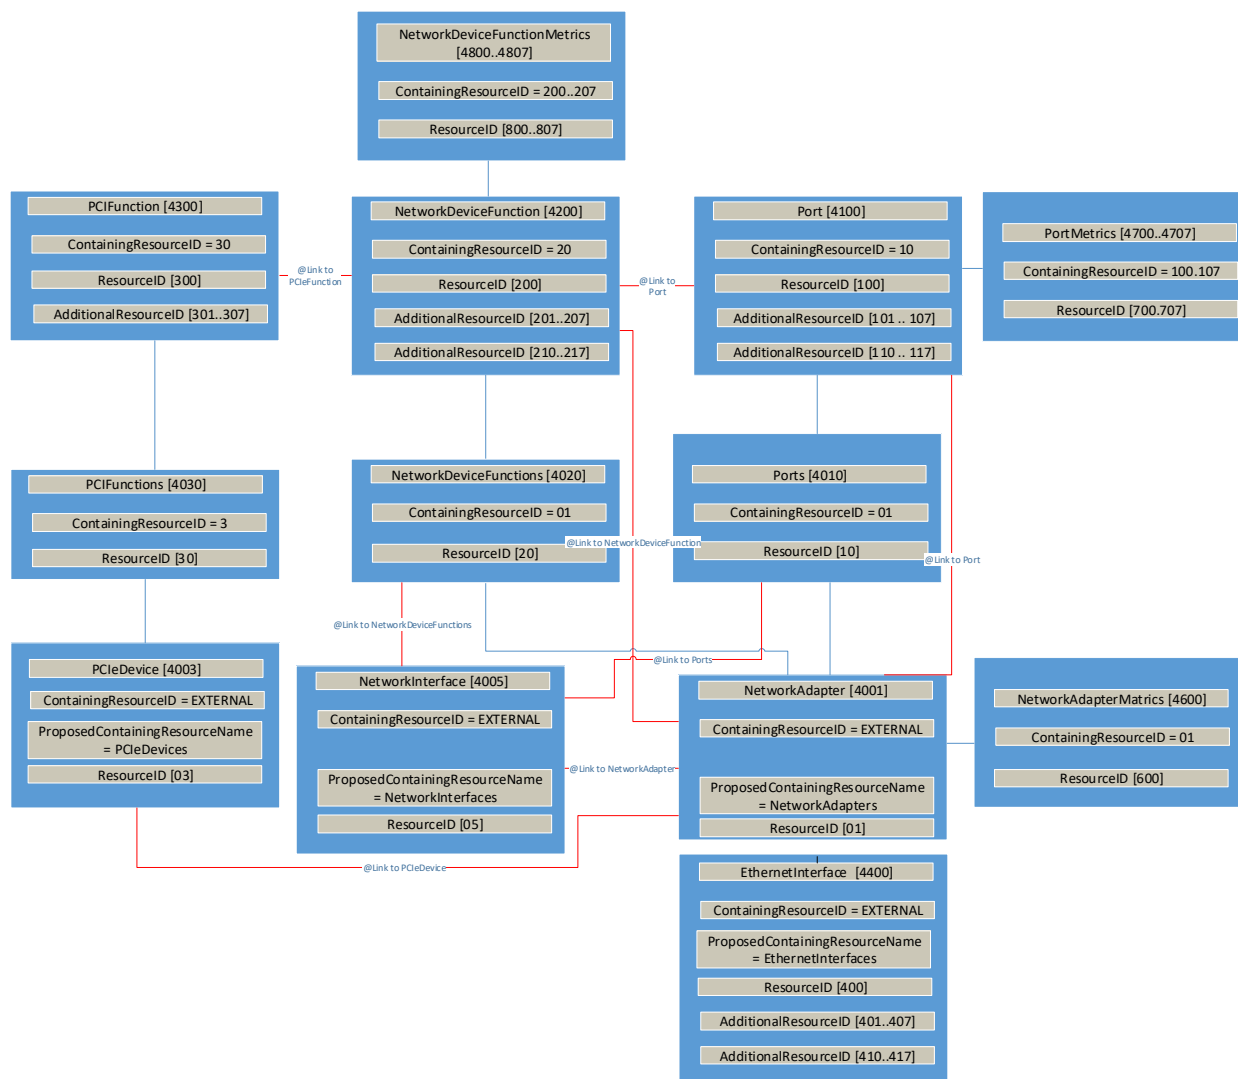 NetworkDeviceFunctionMetrics
[4800..4807]
ContainingResourceID = 200..207
ResourceID [800..807]
PCIFunction [4300]
ContainingResourceID = 30
ResourceID [300]
AdditionalResourceID [301..307]
@Link to
PCIeFunction
NetworkDeviceFunction [4200]
ContainingResourceID = 20
ResourceID [200]
AdditionalResourceID [201..207]
AdditionalResourceID [210..217]
@Link to
Port
Port [4100]
ContainingResourceID = 10
ResourceID [100]
AdditionalResourceID [101 .. 107]
AdditionalResourceID [110 .. 117]
PortMetrics [4700..4707]
ContainingResourceID = 100.107
ResourceID [700.707]
PCIFunctions [4030]
ContainingResourceID = 3
ResourceID [30]
NetworkDeviceFunctions [4020]
ContainingResourceID = 01
ResourceID [20]
@Link to NetworkDeviceFunction
Ports [4010]
ContainingResourceID = 01
ResourceID [10]
@Link to Port
@Link to NetworkDeviceFunctions
@Link to Ports
PCIeDevice [4003]
ContainingResourceID = EXTERNAL
ProposedContainingResourceName
= PCIeDevices
ResourceID [03]
NetworkInterface [4005]
ContainingResourceID = EXTERNAL
ProposedContainingResourceName
= NetworkInterfaces
ResourceID [05]
@Link to NetworkAdapter
NetworkAdapter [4001]
ContainingResourceID = EXTERNAL
ProposedContainingResourceName
= NetworkAdapters
ResourceID [01]
NetworkAdapterMatrics [4600]
ContainingResourceID = 01
ResourceID [600]
@Link to PCIeDevice
EthernetInterface  [4400]
ContainingResourceID = EXTERNAL
ProposedContainingResourceName
= EthernetInterfaces
ResourceID [400]
AdditionalResourceID [401..407]
AdditionalResourceID [410..417]